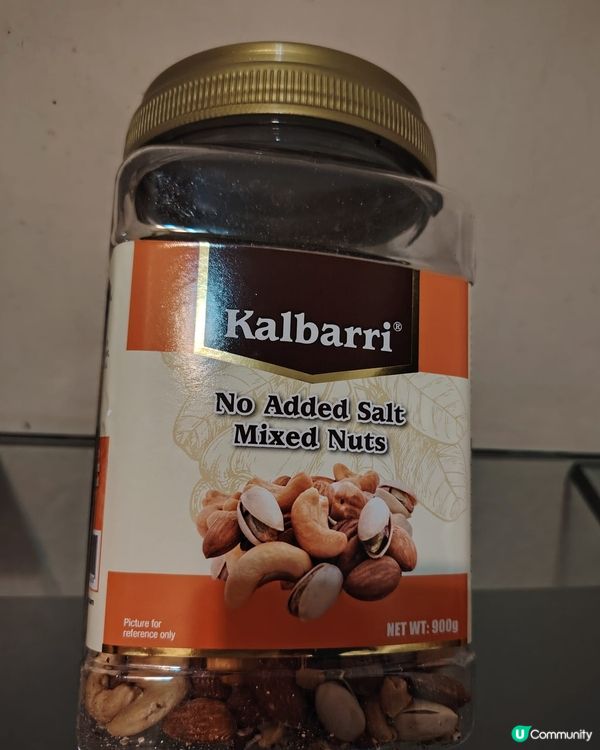 Kalbarri®
No Added Salt
Mixed Nuts
Picture for
reference only
NET WT: 900g
U Community